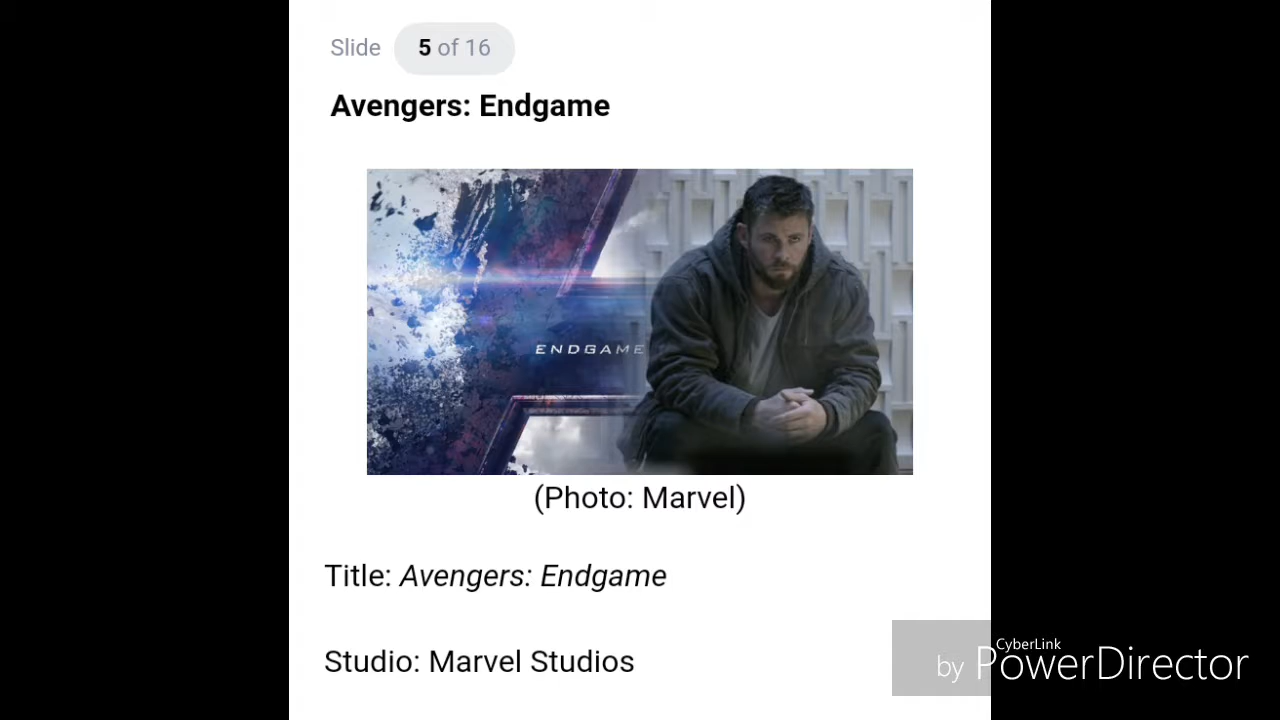 Slide 5 of 16
Avengers: Endgame
ENDGAME
(Photo: Marvel)
Title: Avengers: Endgame
Studio: Marvel Studios
CyberLink
by PowerDirector